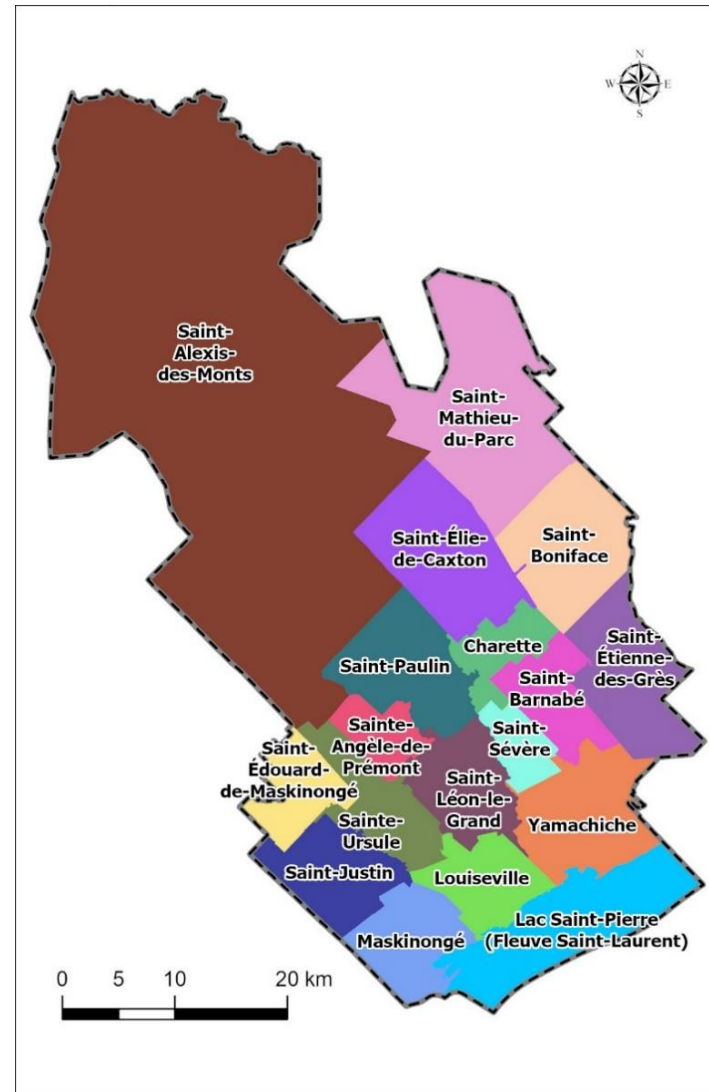 N
W E
S
Saint-
Alexis-
des-Monts
Saint-
Mathieu-
du-Parc
Saint-Élie-
de-Caxton
Saint-
Boniface
Charette
Saint-
Étienne-
des-Grès
Saint-Paulin
Saint-
Barnabé
Sainte-
Angèle-de-
Prémont
Saint-
Sévère
Saint-
Édouard-
de-Maskinongé
Saint-
Léon-le-
Grand
Yamachiche
Sainte-
Ursule
Saint-Justin
Louiseville
Lac Saint-Pierre
(Fleuve Saint-Laurent)
Maskinongé
0 5 10 20 km